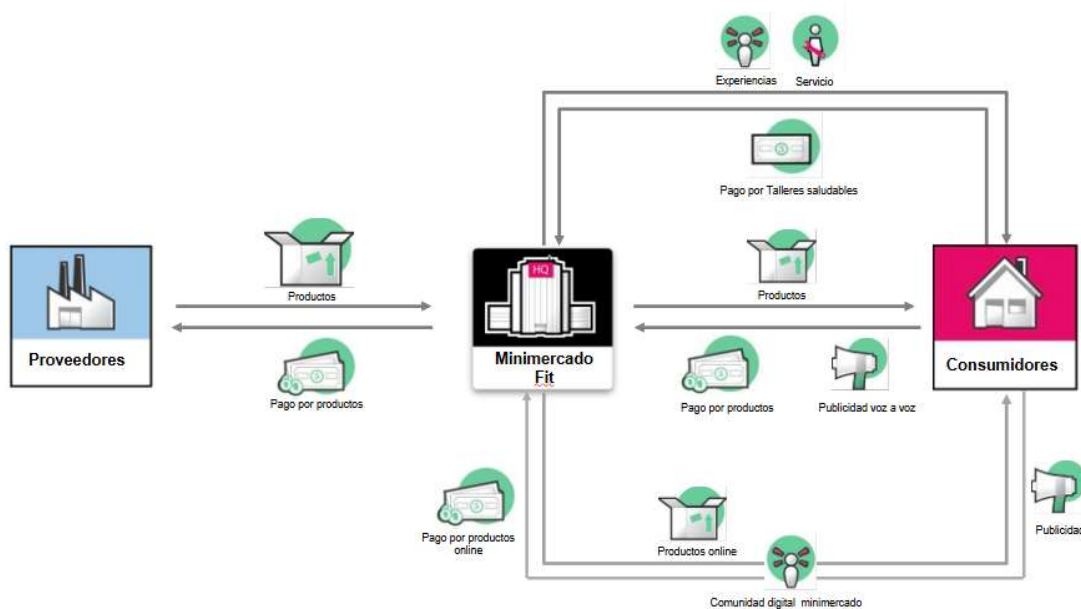 Experiencias
Servicio
Pago por Talleres saludables
Productos
HQ
Productos
Proveedores
Minimercado
Fit
Consumidores
Pago por productos
Pago por productos
Publicidad voz a voz
Pago por productos
online
Productos online
Publicidad
Comunidad digital minimercado